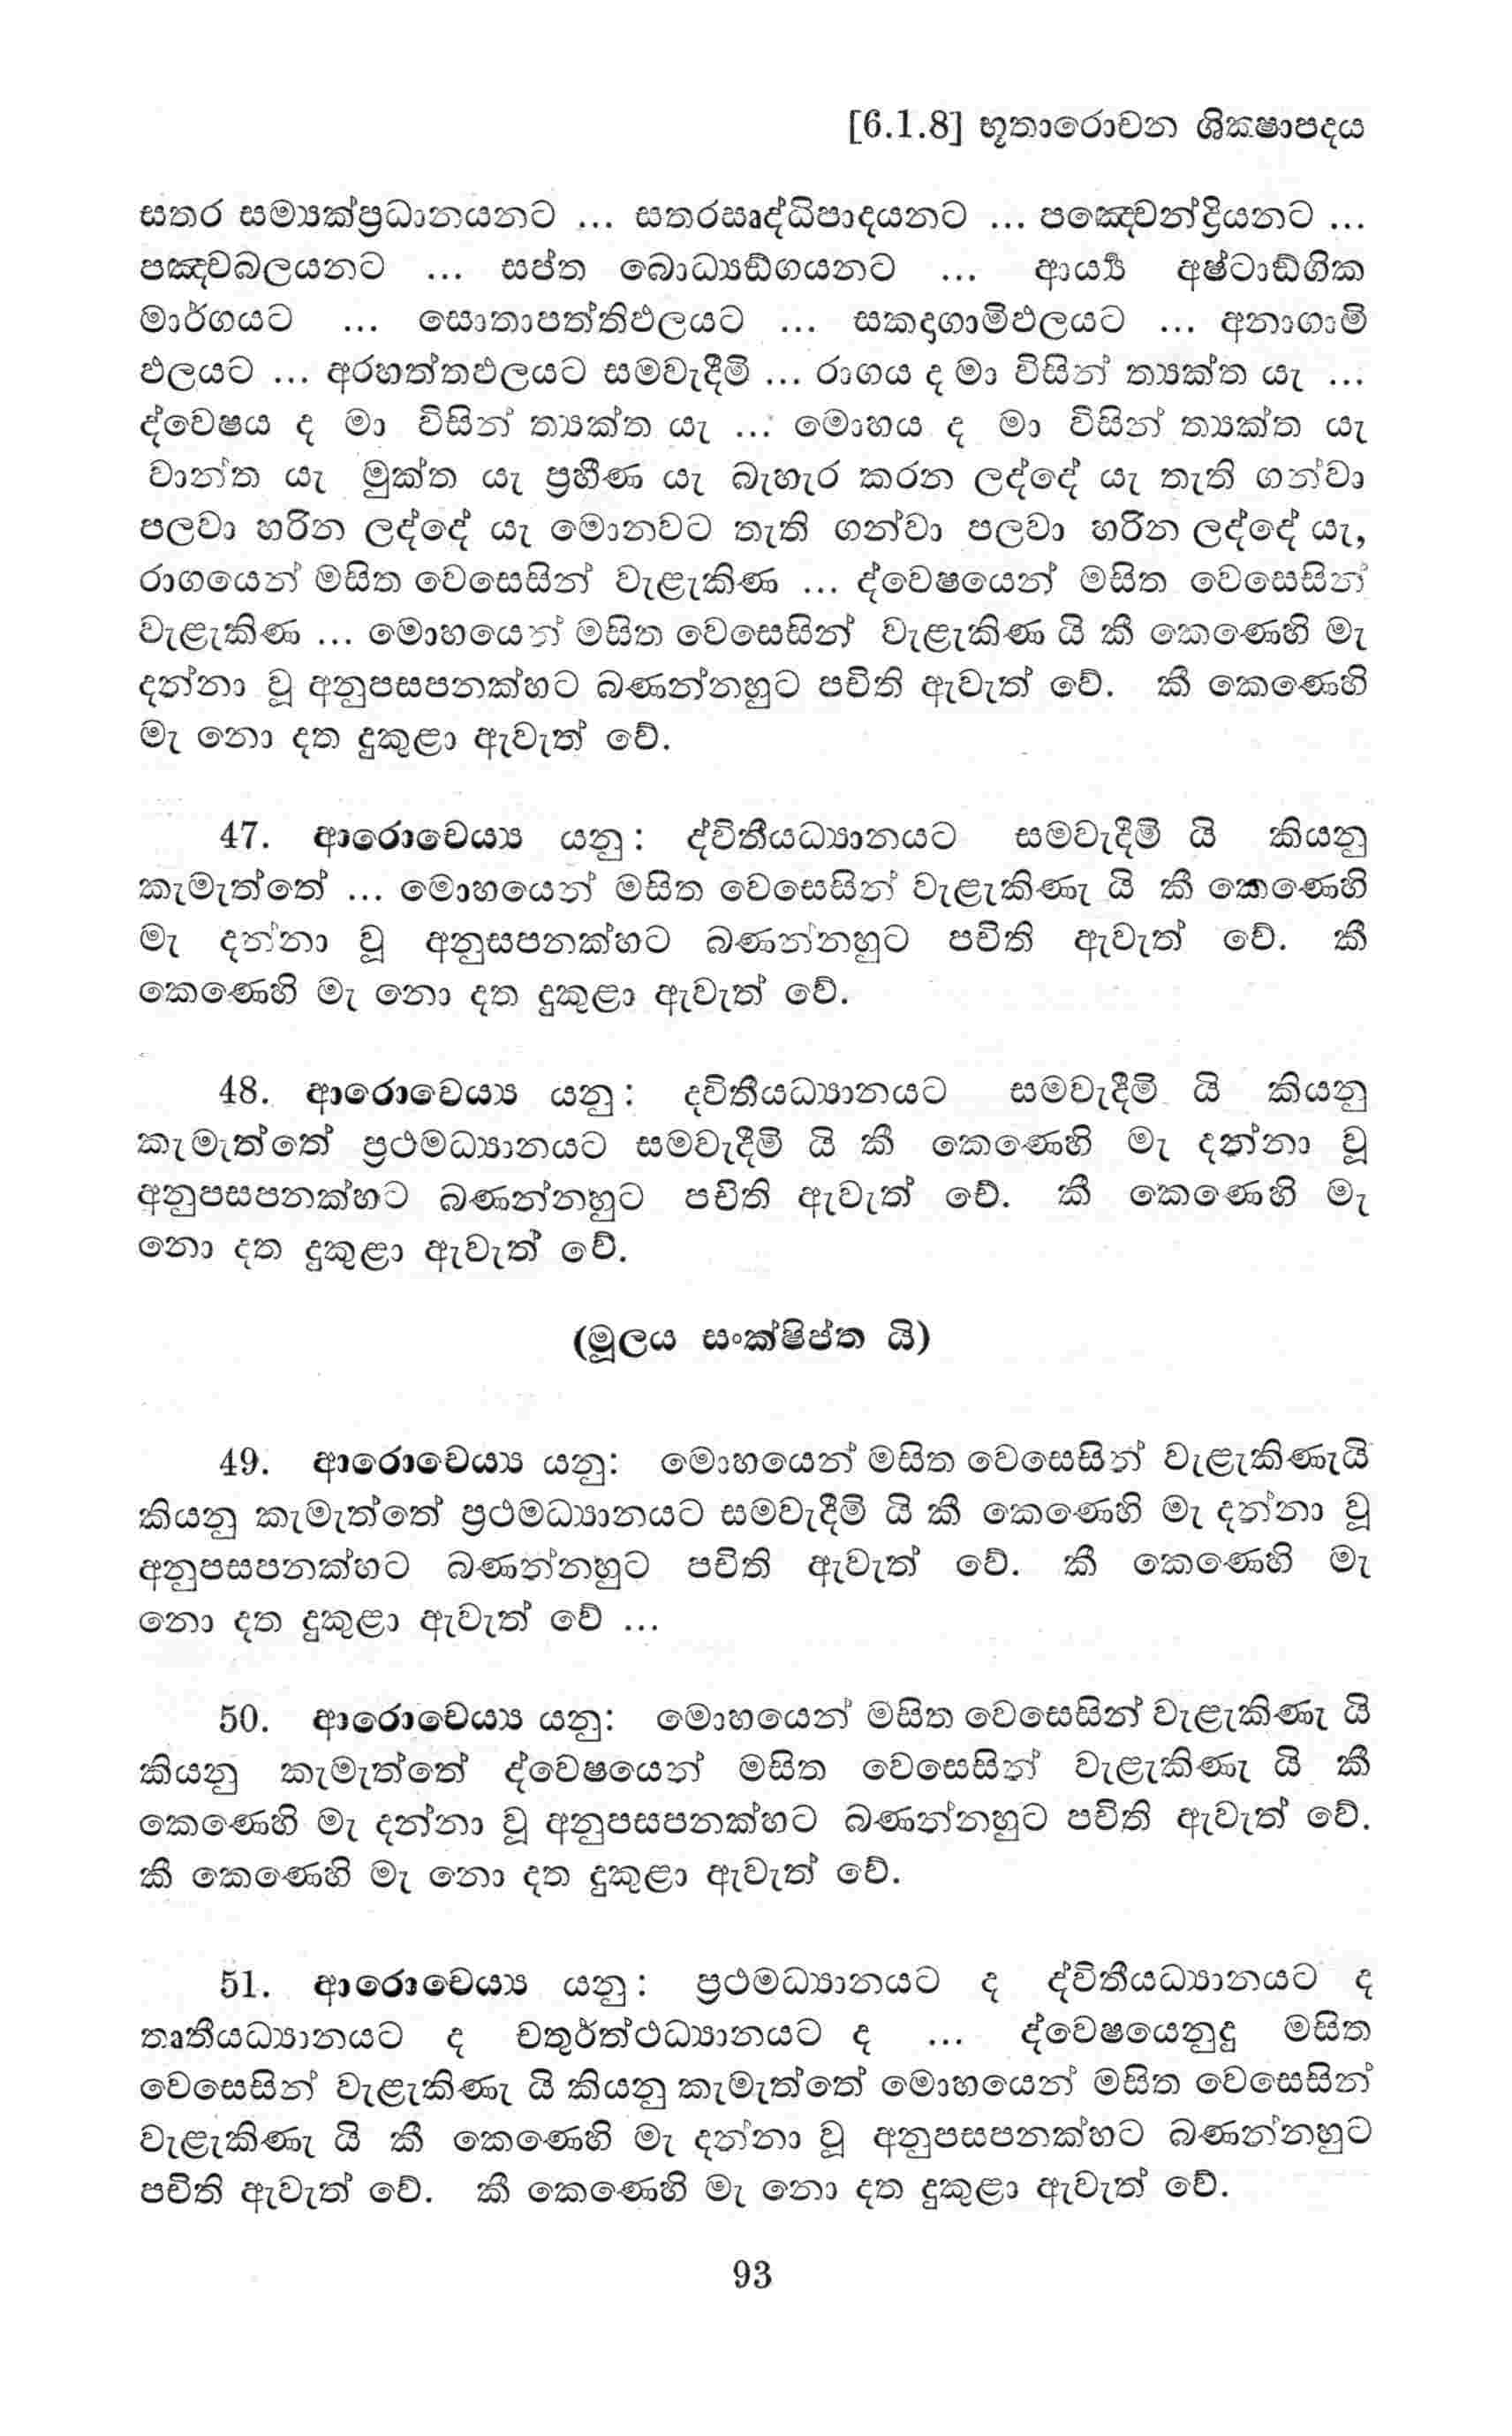 [6.1.8] භූතාරොචන ශික්‍ෂාපදය
සතර සම්‍යක්ප්‍රධානයනට ... සතරසෘද්ධිපාදයනට ... පඤ්චෙන්ද්‍රියනට ...
පඤ්චබලයනට ... සප්ත බොධ්‍යඞ්ගයනට ... ආර්‍ය්‍ය අෂ්ටාඞ්ගික
මාර්ගයට ... සොතාපත්තිඵලයට ... සකදාගාමිඵලයට ... අනාගාමි
ඵලයට ... අරහත්තඵලයට සමවැදීමි ... රාගය ද මා විසින් ත්‍යක්ත යැ ...
ද්වෙෂය ද මා විසින් ත්‍යක්ත යැ ... මොහය ද මා විසින් ත්‍යක්ත යැ
වාන්ත යැ මුක්ත යැ ප්‍රහීණ යැ බැහැර කරන ලද්දේ යැ තැති ගන්වා
පලවා හරින ලද්දේ යැ මොනවට තැති ගන්වා පලවා හරින ලද්දේ යැ,
රාගයෙන් මසිත වෙසෙසින් වැළැකිණ ... ද්වෙෂයෙන් මසිත වෙසෙසින්
වැළැකිණ ... මොහයෙන් මසිත වෙසෙසින් වැළැකිණ යි කී කෙණෙහි මැ
දන්නා වූ අනුපසපනක්හට බණන්නහුට පචිති ඇවැත් වේ. කී කෙණෙහි
මැ නො දත දුකුළා ඇවැත් වේ.
47. ආරොචෙය්‍ය යනු: ද්විතීයධ්‍යානයට සමවැදීමි යි කියනු
කැමැත්තේ ... මොහයෙන් මසිත වෙසෙසින් වැළැකිණැ යි කී කෙණෙහි
මැ දන්නා වූ අනුසපනක්හට බණන්නහුට පචිති ඇවැත් වේ. කී
කෙණෙහි මැ නො දත දුකුළා ඇවැත් වේ.
48. ආරොචෙය්‍ය යනු: දවිතීයධ්‍යානයට සමවැදීමි යි කියනු
කැමැත්තේ ප්‍රථමධ්‍යානයට සමවැදීමි යි කී කෙණෙහි මැ දන්නා වූ
අනුපසපනක්හට බණන්නහුට පචිති ඇවැත් වේ. කී කෙණෙහි මැ
නො දත දුකුළා ඇවැත් වේ.
(මූලය සංක්ෂිප්ත යි)
49. ආරොචෙය්‍ය යනු: මොහයෙන් මසිත වෙසෙසින් වැළැකිණැයි
කියනු කැමැත්තේ ප්‍රථමධ්‍යානයට සමවැදීමි යි කී කෙණෙහි මැ දන්නා වූ
අනුපසපනක්හට බණන්නහුට පචිති ඇවැත් වේ. කී කෙණෙහි මැ
නො දත දුකුළා ඇවැත් වේ ...
50. ආරොචෙය්‍ය යනු: මොහයෙන් මසිත වෙසෙසින් වැළැකිණැ යි
කියනු කැමැත්තේ ද්වෙෂයෙන් මසිත වෙසෙසින් වැළැකිණැ යි කී
කෙණෙහි මැ දන්නා වූ අනුපසපනක්හට බණන්නහුට පචිති ඇවැත් වේ.
කී කෙණෙහි මැ නො දත දුකුළා ඇවැත් වේ.
51. ආරොචෙය්‍ය යනු: ප්‍රථමධ්‍යානයට ද ද්විතීයධ්‍යානයට ද
තෘතීයධ්‍යානයට ද චතුර්ත්ථධ්‍යානයට ද ... ද්වෙෂයෙනුදු මසිත
වෙසෙසින් වැළැකිණැ යි කියනු කැමැත්තේ මොහයෙන් මසිත වෙසෙසින්
වැළැකිණැ යි කී කෙණෙහි මැ දන්නා වූ අනුපසපනක්හට බණන්නහුට
පචිති ඇවැත් වේ. කී කෙණෙහි මැ නො දත දුකුළා ඇවැත් වේ.
93